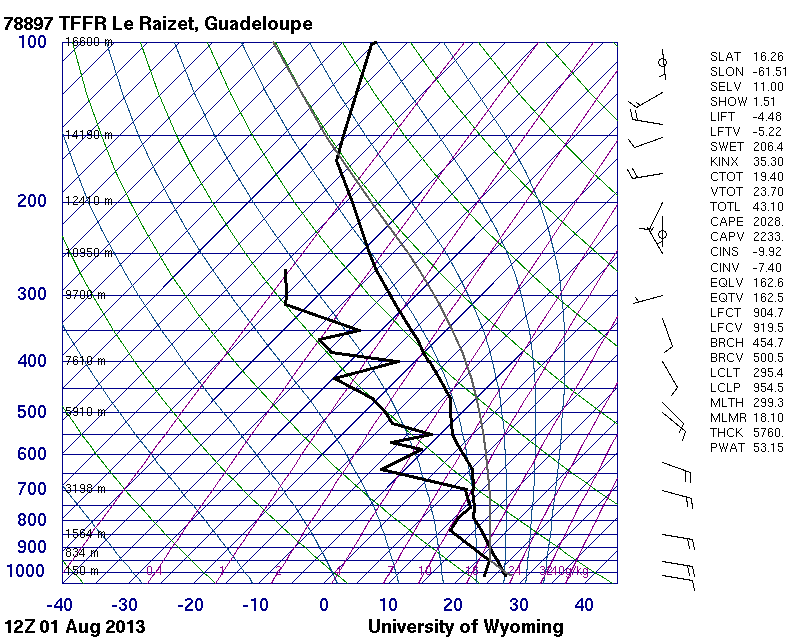 78897 TFFR Le Raizet, Guadeloupe
100
16600 m
14190 m
200
12410 m
10950 m
300
9700 m
400
7610 m
500
5910 m
600
700
3198 m
800
1564 m
900
834 m
1000
150 m
0.4
1
2
4
7
10
16
24
32
40g/kg
-40
-30
-20
-10
0
10
20
30
40
12Z 01 Aug 2013
University of Wyoming
SLAT 16.26
SLON -61.51
SELV 11.00
SHOW 1.51
LIFT -4.48
LFTV -5.22
SWET 206.4
KINX 35.30
CTOT 19.40
VTOT 23.70
TOTL 43.10
CAPE 2028.
CAPV 2233.
CINS -9.92
CINV -7.40
EQLV 162.6
EQTV 162.5
LFCT 904.7
LFCV 919.5
BRCH 454.7
BRCV 500.5
LCLT 295.4
LCLP 954.5
MLTH 299.3
MLMR 18.10
THCK 5760.
PWAT 53.15